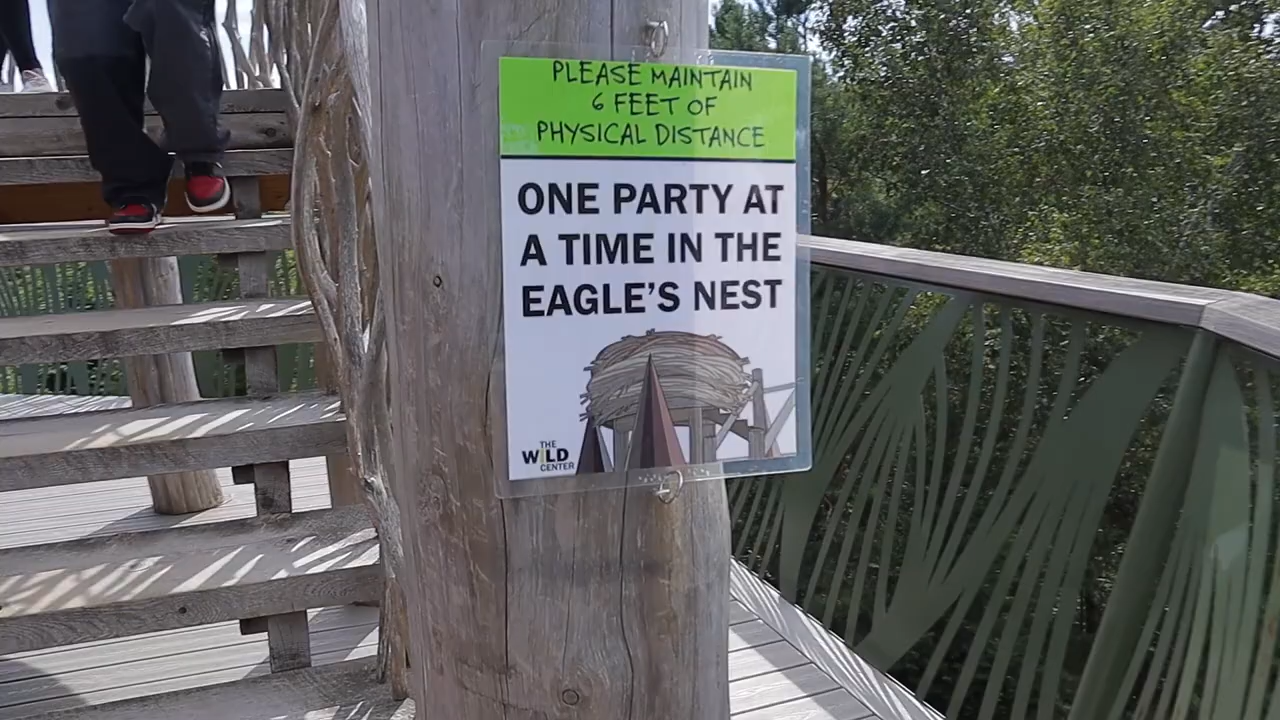 PLEASE MAINTAIN
6 FEET OF
PHYSICAL DISTANCE
ONE PARTY AT
A TIME IN THE
EAGLE'S NEST
THE
WILD
CENTER